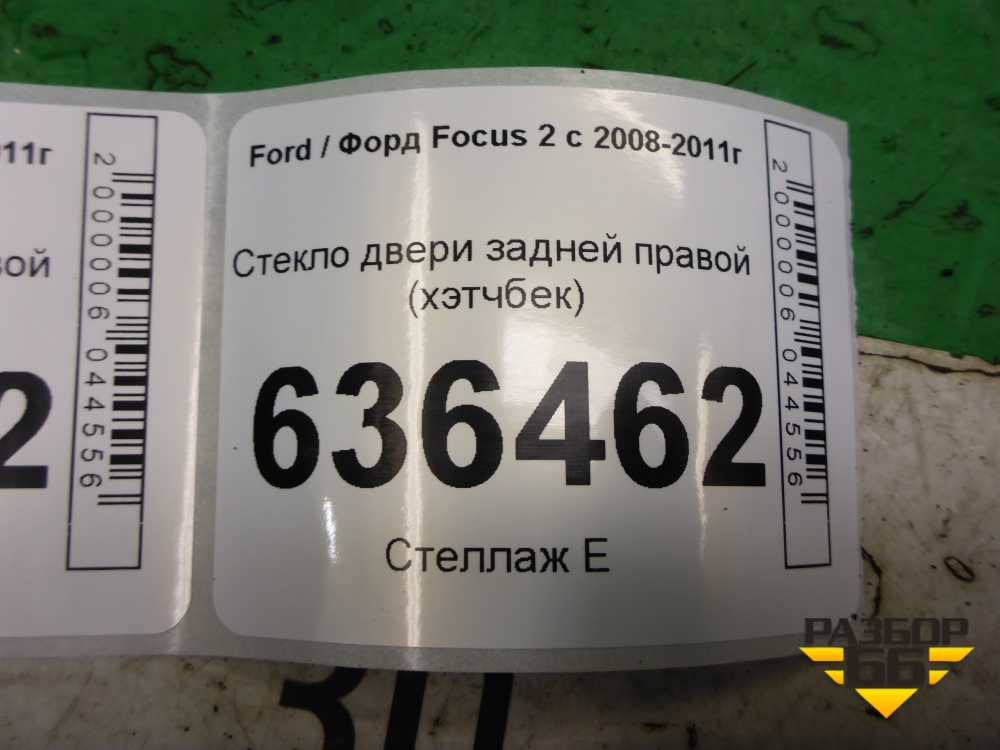 Ford / Форд Focus 2 с 2008-2011г
Стекло двери задней правой
(хэтчбек)
636462
Стеллаж Е
2000006044556
11г
вой
2
2000006044556
РАЗБОР
66